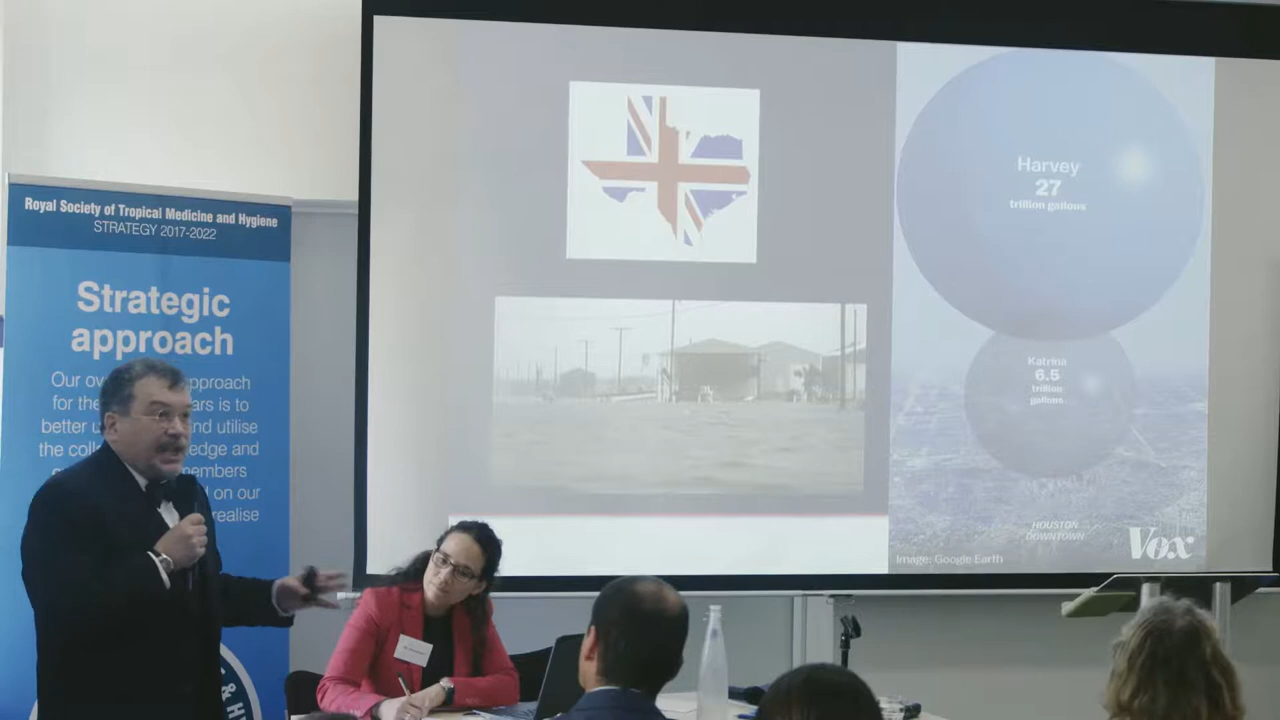 Royal Society of Tropical Medicine and Hygiene
STRATEGY 2017-2022
Strategic
approach
Our ov pproach
for the ars is to
better u nd utilise
the coll edge and
embers
on our
realise
& H
Harvey
27
trillion gallons
Katrina
6.5
trillion
gallons
HOUSTON
DOWNTOWN
Image: Google Earth
Vox